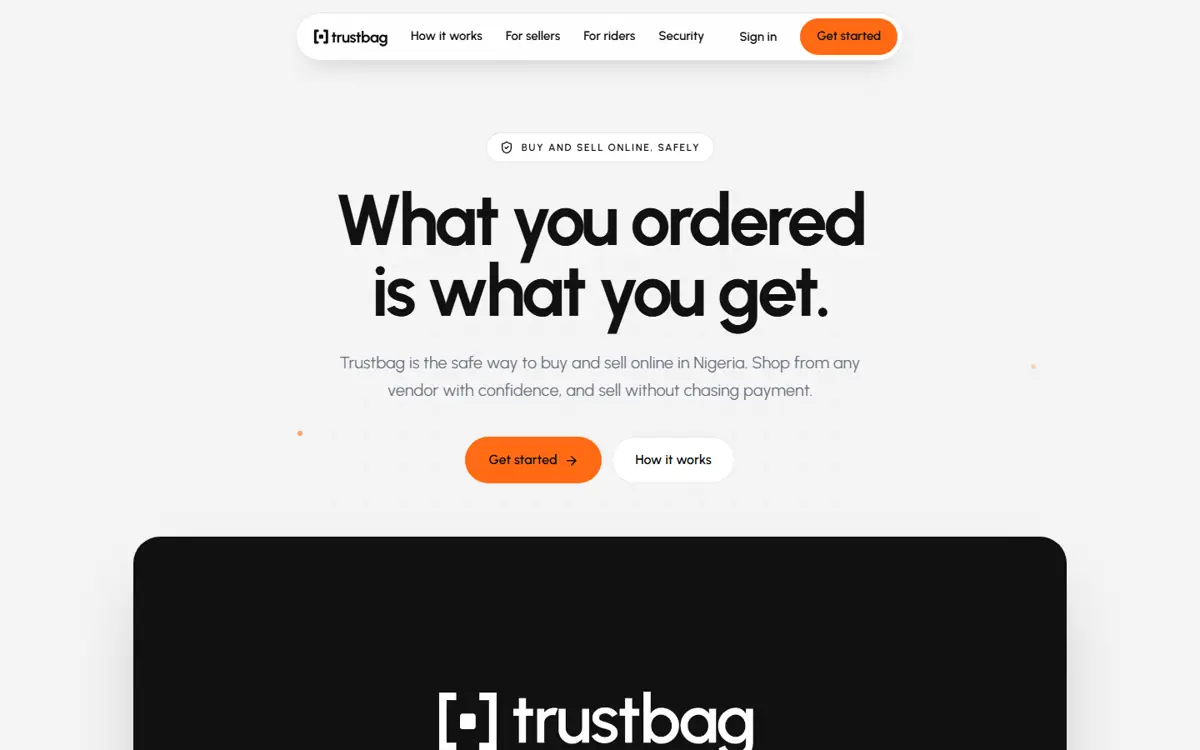 trustbag How it works For sellers For riders Security Sign in Get started
BUY AND SELL ONLINE, SAFELY
What you ordered
is what you get.
Trustbag is the safe way to buy and sell online in Nigeria. Shop from any
vendor with confidence, and sell without chasing payment.
Get started → How it works
trustbag